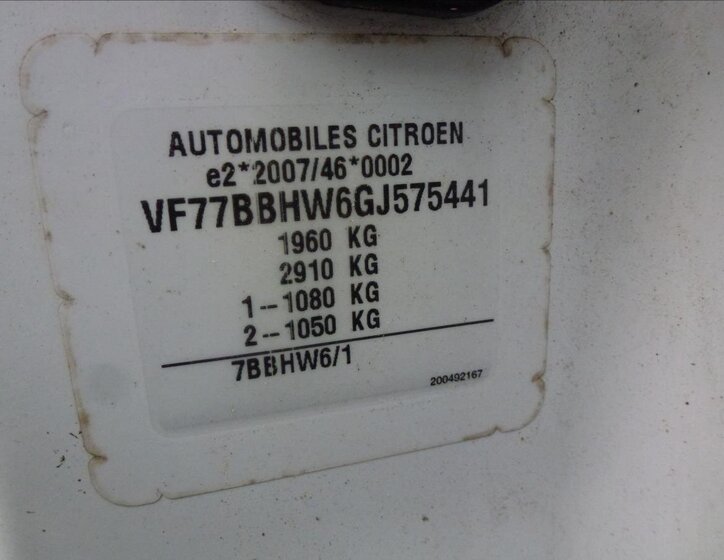 AUTOMOBILES CITROEN
e2*2007/46*0002
VF77BBHW6GJ575441
1960 KG
2910 KG
1--1080 KG
2--1050 KG
7BBHW6/1
200492167